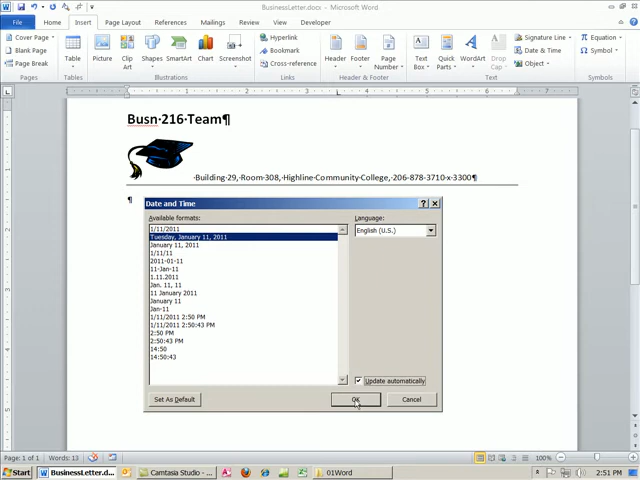 BusinessLetter.docx - Microsoft Word
File Home Insert Page Layout References Mailings Review View Developer
Cover Page
Blank Page
Page Break
Pages
Table
Tables
Picture Clip Art Shapes SmartArt Chart Screenshot
Illustrations
Hyperlink
Bookmark
Cross-reference
Links
Header Footer Page Number
Header & Footer
Text Box Quick Parts WordArt Drop Cap
Signature Line
Date & Time
Object
Text
Equation
Symbol
Symbols
Busn·216·Team¶
·Building·29,·Room·308,·Highline·Community·College,·206-878-3710·x·3300¶
¶
Date and Time
Available formats:
1/11/2011
Tuesday, January 11, 2011
January 11, 2011
1/11/11
2011-01-11
11-Jan-11
1.11.2011
Jan. 11, 11
11 January 2011
January 11
Jan-11
1/11/2011 2:50 PM
1/11/2011 2:50:43 PM
2:50 PM
2:50:43 PM
14:50
14:50:43
Language:
English (U.S.)
Update automatically
Set As Default
OK
Cancel
Page: 1 of 1 Words: 13
100%
Start BusinessLetter.docx ... Camtasia Studio - ... 01Word 2:51 PM